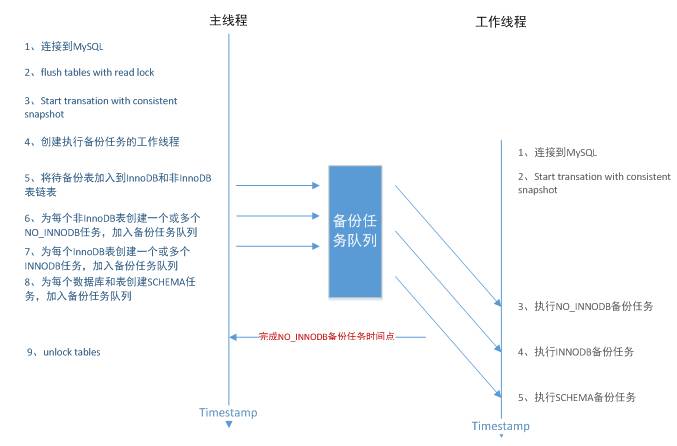 主线程
1、连接到MySQL
2、flush tables with read lock
3、Start transation with consistent
snapshot
4、创建执行备份任务的工作线程
5、将待备份表加入到InnoDB和非InnoDB
表链表
6、为每个非InnoDB表创建一个或多个
NO_INNODB任务，加入备份任务队列
7、为每个InnoDB表创建一个或多个
INNODB任务，加入备份任务队列
8、为每个数据库和表创建SCHEMA任
务，加入备份任务队列
9、unlock tables
Timestamp
备份任
务队列
完成NO_INNODB备份任务时间点
工作线程
1、连接到MySQL
2、Start transation with consistent
snapshot
3、执行NO_INNODB备份任务
4、执行INNODB备份任务
5、执行SCHEMA备份任务
Timestamp